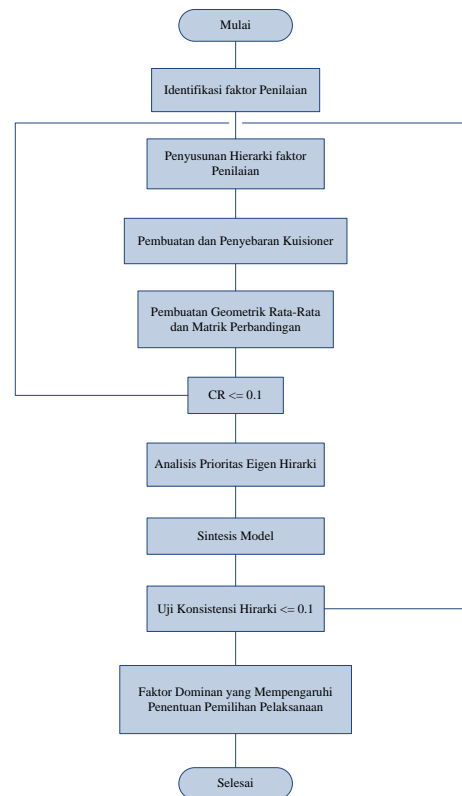 Mulai
Identifikasi faktor Penilaian
Penyusunan Hierarki faktor
Penilaian
Pembuatan dan Penyebaran Kuisioner
Pembuatan Geometrik Rata-Rata
dan Matrik Perbandingan
CR <= 0.1
Analisis Prioritas Eigen Hirarki
Sintesis Model
Uji Konsistensi Hirarki <= 0.1
Faktor Dominan yang Mempengaruhi
Penentuan Pemilihan Pelaksanaan
Selesai